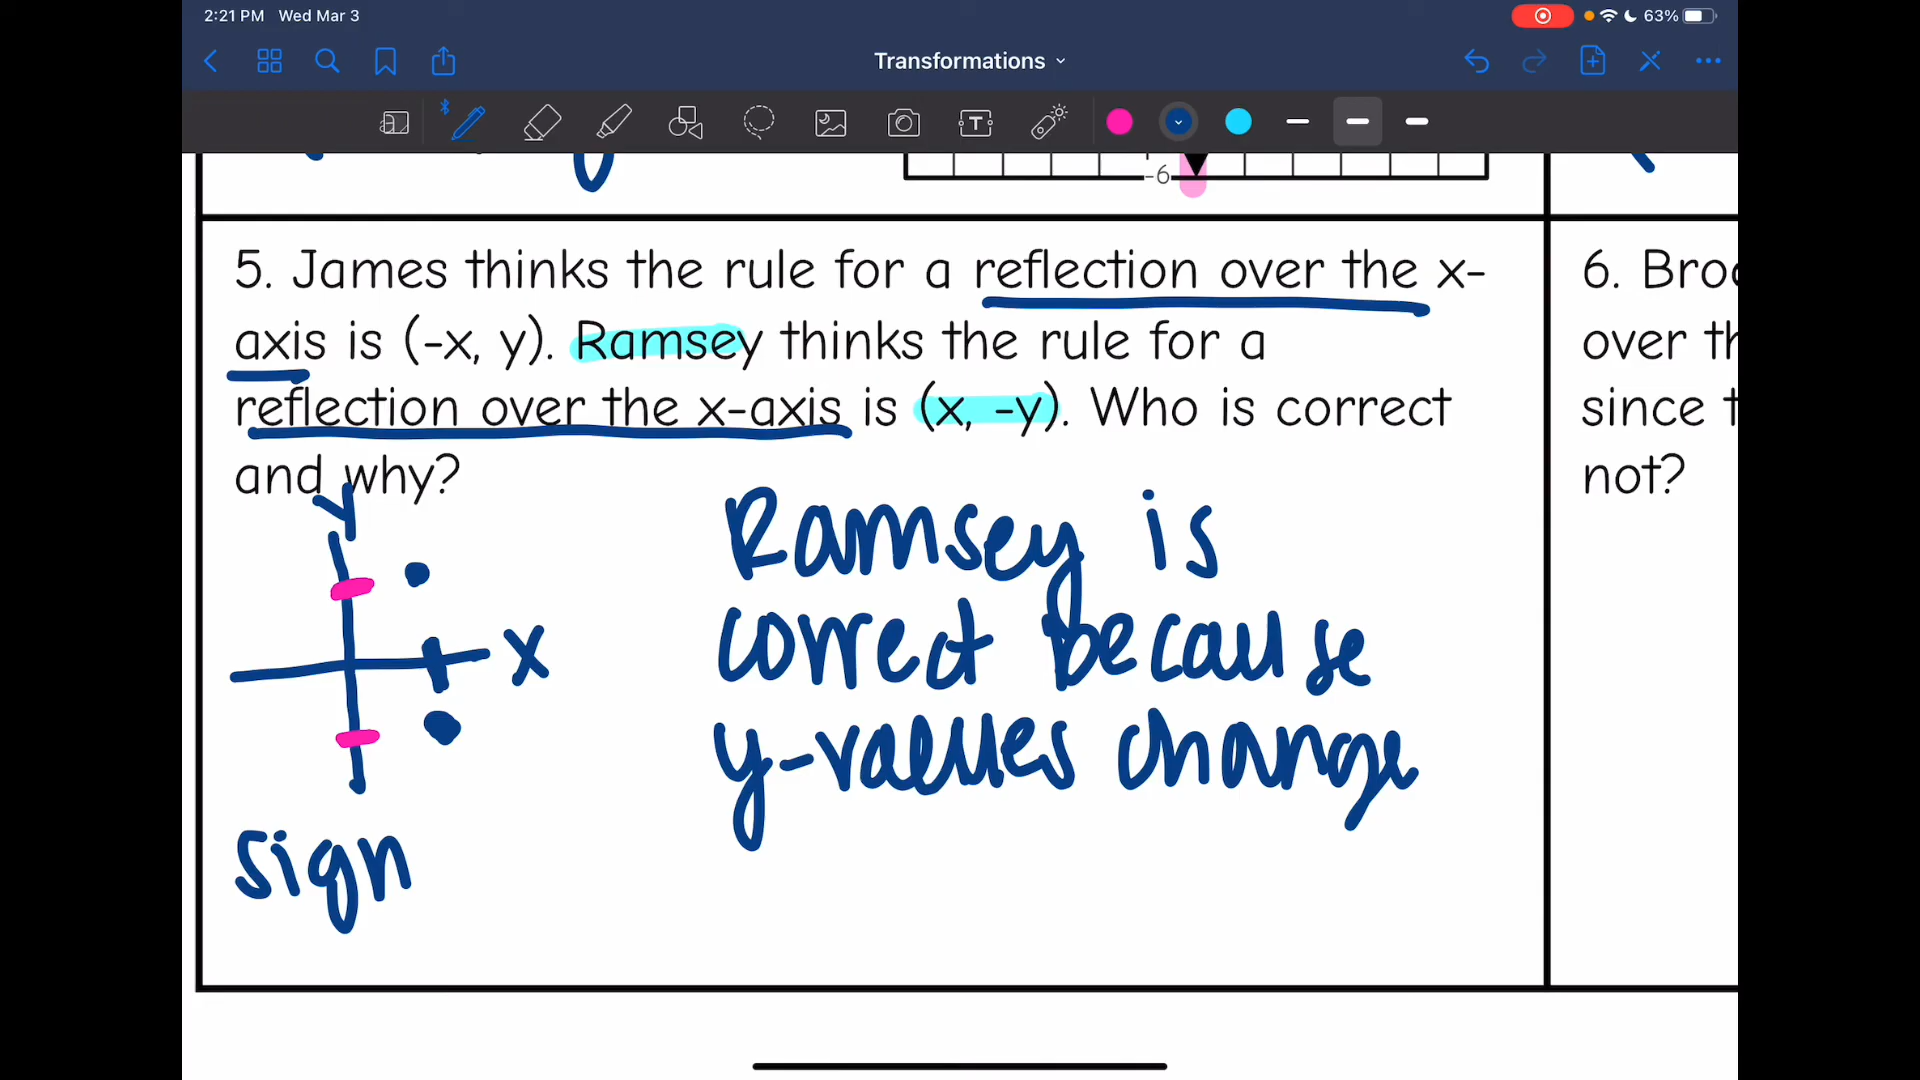 2:21 PM Wed Mar 3
63%
Transformations
T
-6
5. James thinks the rule for a reflection over the x-
axis is (-x, y). Ramsey thinks the rule for a
reflection over the x-axis is (x, -y). Who is correct
and why?
y
x
Ramsey is
correct because
y-values change
sign
6. Bro
over th
since t
not?